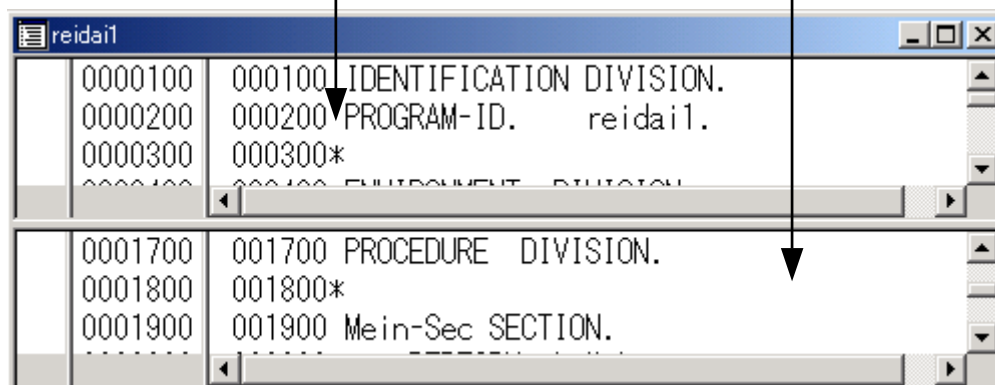 reidai1
0000100 000100 IDENTIFICATION DIVISION.
0000200 000200 PROGRAM-ID. reidai1.
0000300 000300*
0001700 001700 PROCEDURE DIVISION.
0001800 001800*
0001900 001900 Mein-Sec SECTION.